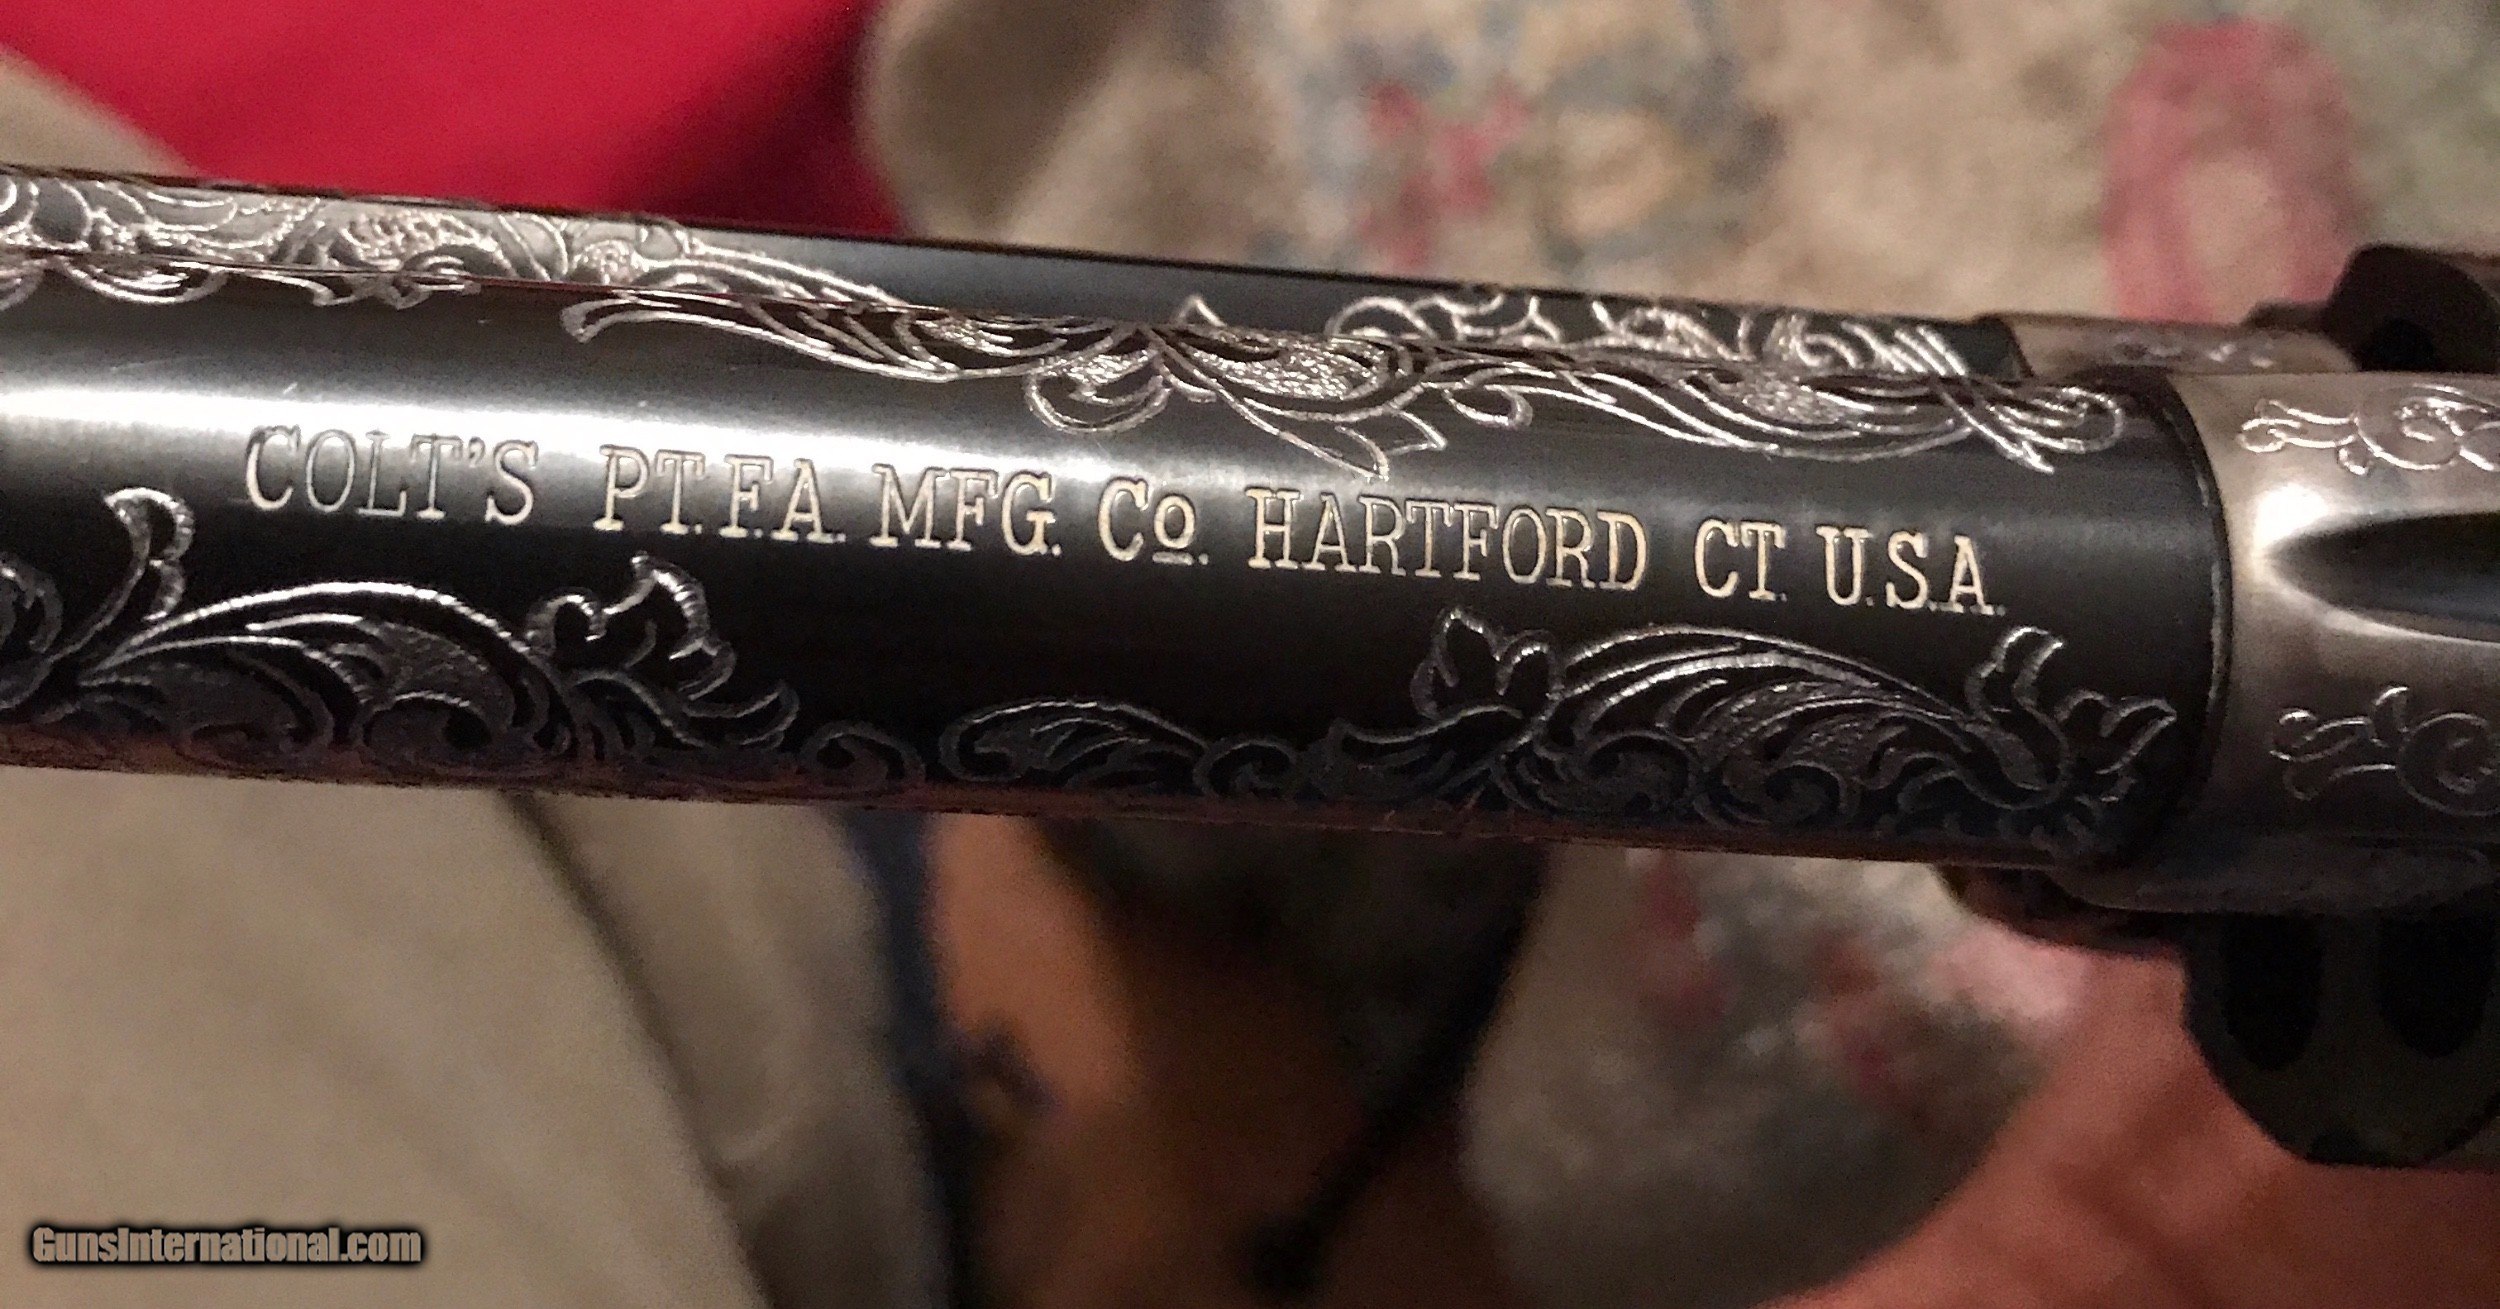 COLT'S PT. F.A. MFG. Co. HARTFORD CT. U.S.A.
GunsInternational.com